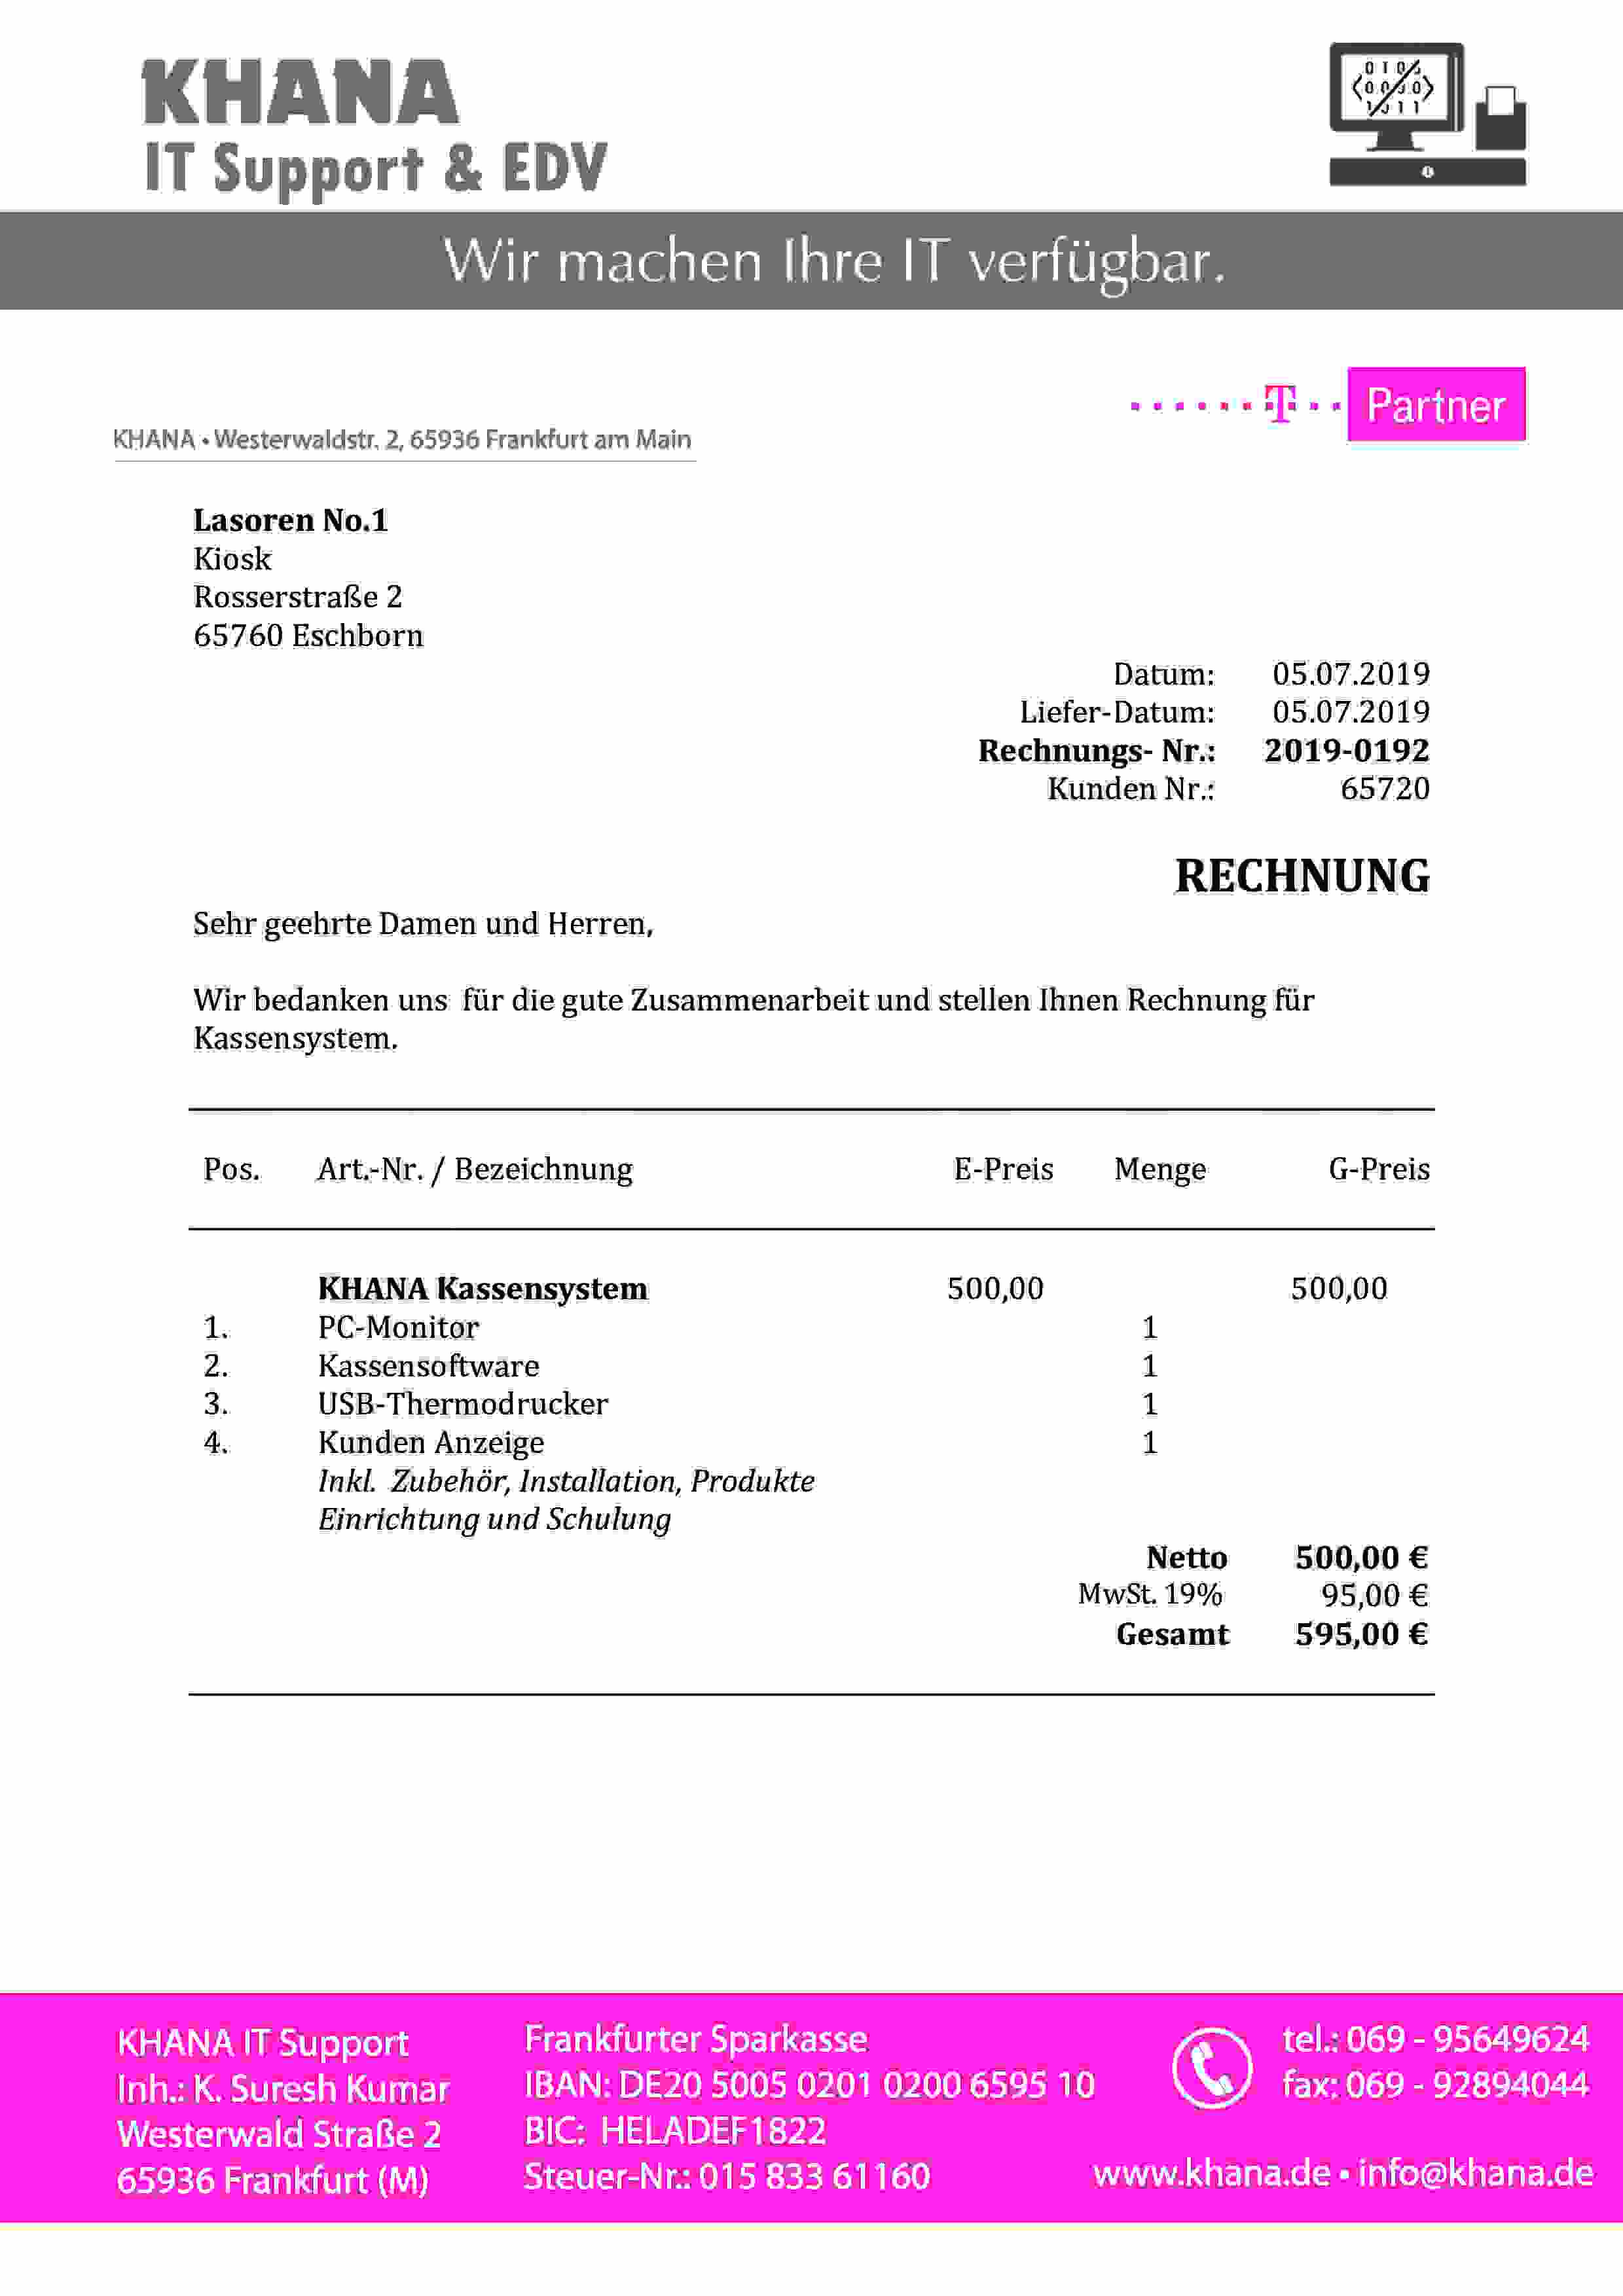 KHANA
IT Support & EDV
Wir machen Ihre IT verfügbar.
T Partner
KHANA • Westerwaldstr. 2, 65936 Frankfurt am Main
Lasoren No.1
Kiosk
Rosserstraße 2
65760 Eschborn
Datum: 05.07.2019
Liefer-Datum: 05.07.2019
Rechnungs- Nr.: 2019-0192
Kunden Nr.: 65720
RECHNUNG
Sehr geehrte Damen und Herren,
Wir bedanken uns für die gute Zusammenarbeit und stellen Ihnen Rechnung für
Kassensystem.
Pos. Art.-Nr. / Bezeichnung E-Preis Menge G-Preis
KHANA Kassensystem 500,00 500,00
1. PC-Monitor 1
2. Kassensoftware 1
3. USB-Thermodrucker 1
4. Kunden Anzeige 1
Inkl. Zubehör, Installation, Produkte
Einrichtung und Schulung
Netto 500,00 €
MwSt. 19% 95,00 €
Gesamt 595,00 €
KHANA IT Support
Inh.: K. Suresh Kumar
Westerwald Straße 2
65936 Frankfurt (M)
Frankfurter Sparkasse
IBAN: DE20 5005 0201 0200 6595 10
BIC: HELADEF1822
Steuer-Nr.: 015 833 61160
tel.: 069 - 95649624
fax: 069 - 92894044
www.khana.de • info@khana.de